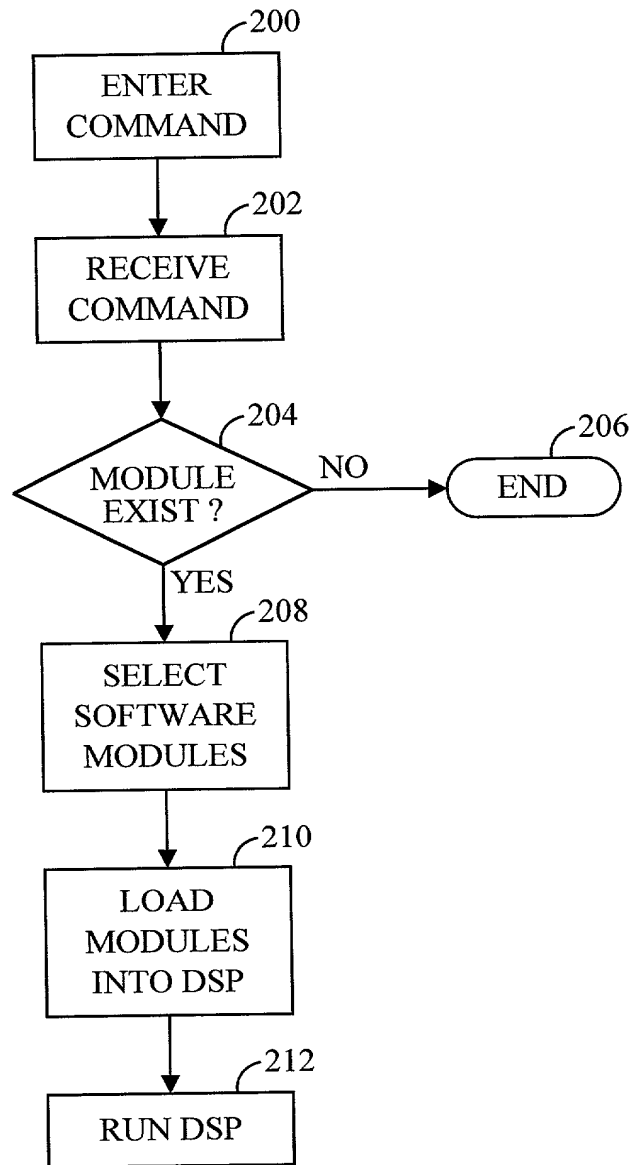 200
ENTER
COMMAND
202
RECEIVE
COMMAND
204
MODULE
EXIST ?
NO
206
END
YES
208
SELECT
SOFTWARE
MODULES
210
LOAD
MODULES
INTO DSP
212
RUN DSP